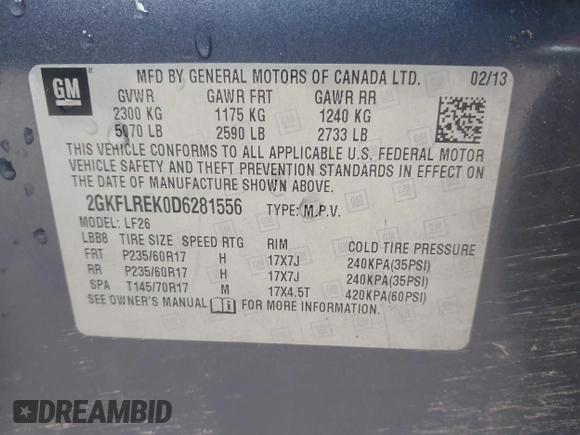 GM
MFD BY GENERAL MOTORS OF CANADA LTD. 02/13
GVWR GAWR FRT GAWR RR
2300 KG 1175 KG 1240 KG
5070 LB 2590 LB 2733 LB
THIS VEHICLE CONFORMS TO ALL APPLICABLE U.S. FEDERAL MOTOR
VEHICLE SAFETY AND THEFT PREVENTION STANDARDS IN EFFECT ON
THE DATE OF MANUFACTURE SHOWN ABOVE.
2GKFLREK0D6281556 TYPE: M.P.V.
MODEL: LF26
LBB8 TIRE SIZE SPEED RTG RIM COLD TIRE PRESSURE
FRT P235/60R17 H 17X7J 240KPA(35PSI)
RR P235/60R17 H 17X7J 240KPA(35PSI)
SPA T145/70R17 M 17X4.5T 420KPA(60PSI)
SEE OWNER'S MANUAL FOR MORE INFORMATION.
DREAMBID